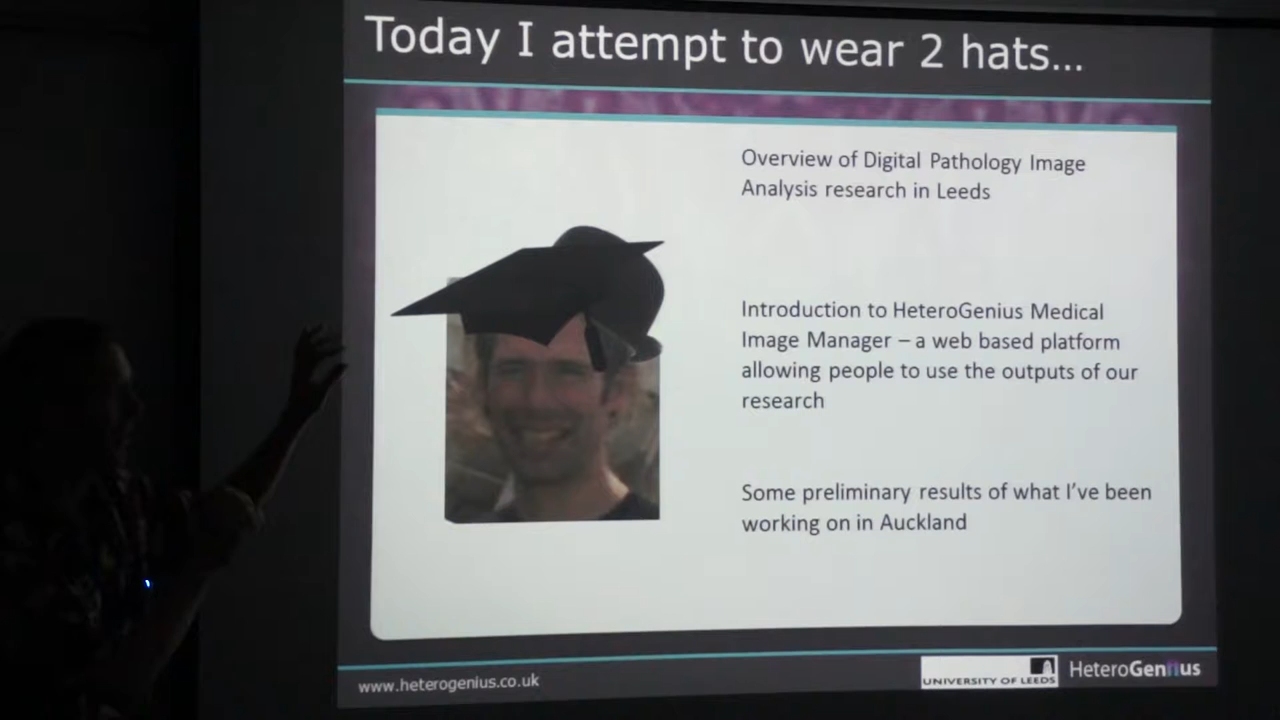 Today I attempt to wear 2 hats...
Overview of Digital Pathology Image
Analysis research in Leeds
Introduction to HeteroGenius Medical
Image Manager – a web based platform
allowing people to use the outputs of our
research
Some preliminary results of what I've been
working on in Auckland
www.heterogenius.co.uk
UNIVERSITY OF LEEDS
HeteroGenius